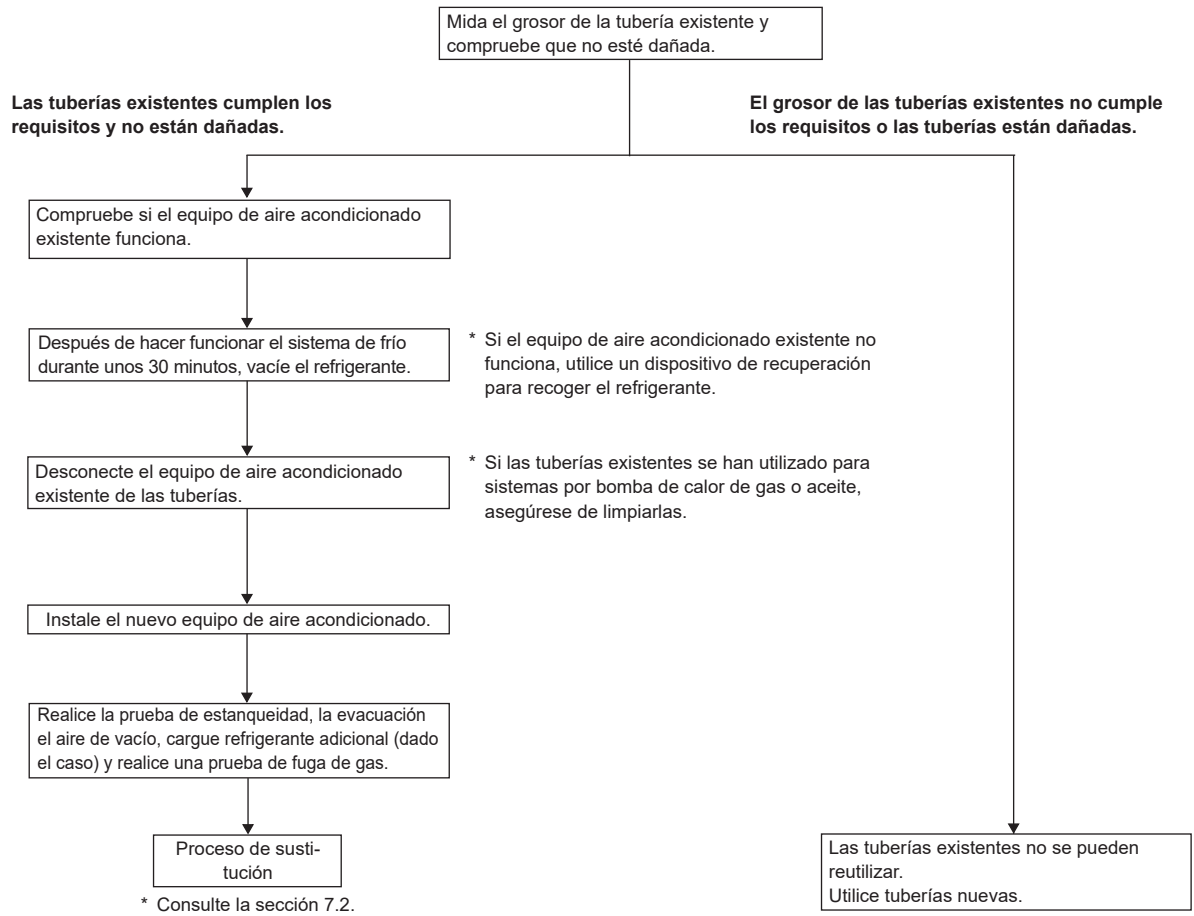 Mida el grosor de la tubería existente y
compruebe que no esté dañada.
Las tuberías existentes cumplen los
requisitos y no están dañadas.
El grosor de las tuberías existentes no cumple
los requisitos o las tuberías están dañadas.
Compruebe si el equipo de aire acondicionado
existente funciona.
Después de hacer funcionar el sistema de frío
durante unos 30 minutos, vacíe el refrigerante.
* Si el equipo de aire acondicionado existente no
funciona, utilice un dispositivo de recuperación
para recoger el refrigerante.
Desconecte el equipo de aire acondicionado
existente de las tuberías.
* Si las tuberías existentes se han utilizado para
sistemas por bomba de calor de gas o aceite,
asegúrese de limpiarlas.
Instale el nuevo equipo de aire acondicionado.
Realice la prueba de estanqueidad, la evacuación
el aire de vacío, cargue refrigerante adicional (dado
el caso) y realice una prueba de fuga de gas.
Proceso de susti-
tución
* Consulte la sección 7.2.
Las tuberías existentes no se pueden
reutilizar.
Utilice tuberías nuevas.